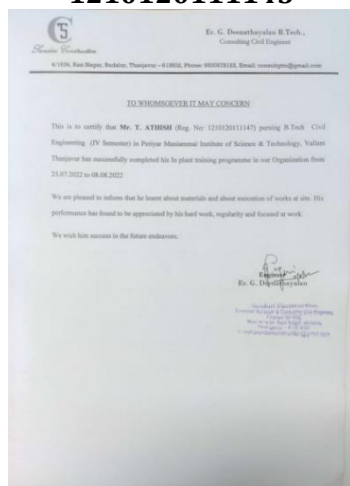 Er. G. Deenathayalan B.Tech.,
Consulting Civil Engineer
Thanjavur - 613005, Phone:
TO WHOMSOEVER IT MAY CONCERN
This is to certify that Mr. T. ATHISH (Reg. No: 1210120111147) pursing B.Tech Civil
Engineering (IV Semester) in Periyar Maniammai Institute of Science & Technology, Vallam
Thanjavur has successfully completed his In plant training programme in our Organization from
25.07.2022 to 08.08.2022
We are pleased to inform that he learnt about materials and about execution of works at site. His
performance has found to be appreciated by his hard work, regularity and focused at work.
We wish him success in the future endeavors.
Engineer
Er. G. Deenathayalan